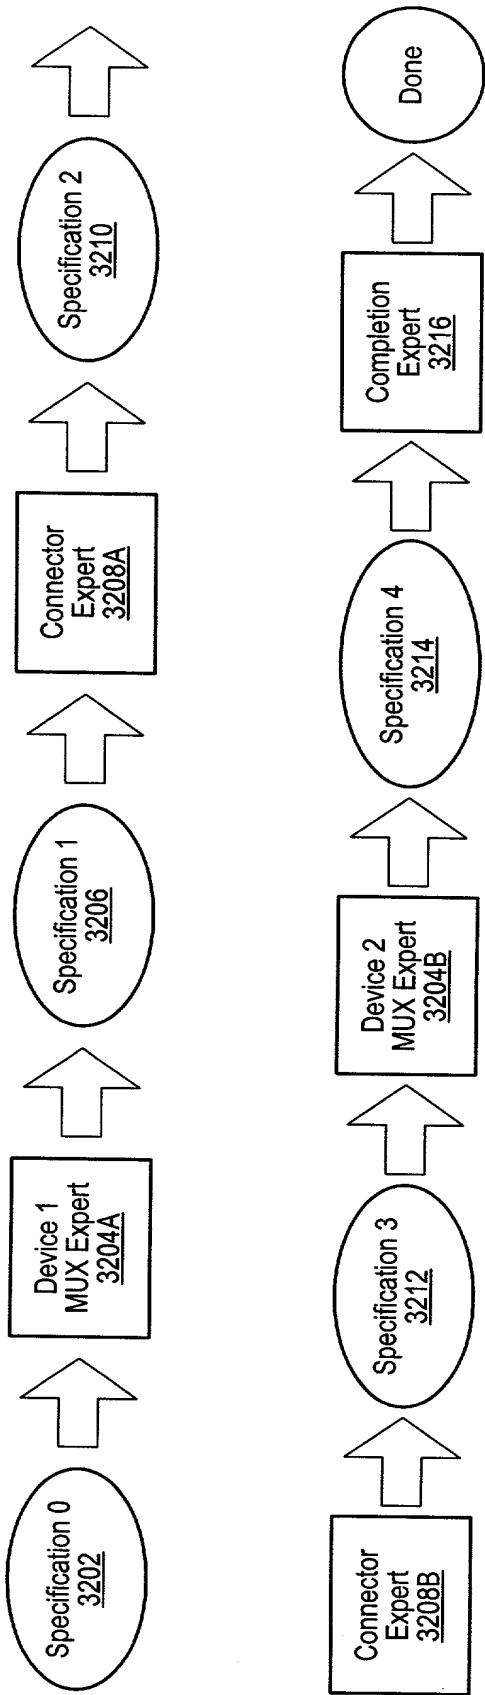 Specification 0
3202
Device 1
MUX Expert
3204A
Specification 1
3206
Connector
Expert
3208A
Specification 2
3210
Connector
Expert
3208B
Specification 3
3212
Device 2
MUX Expert
3204B
Specification 4
3214
Completion
Expert
3216
Done